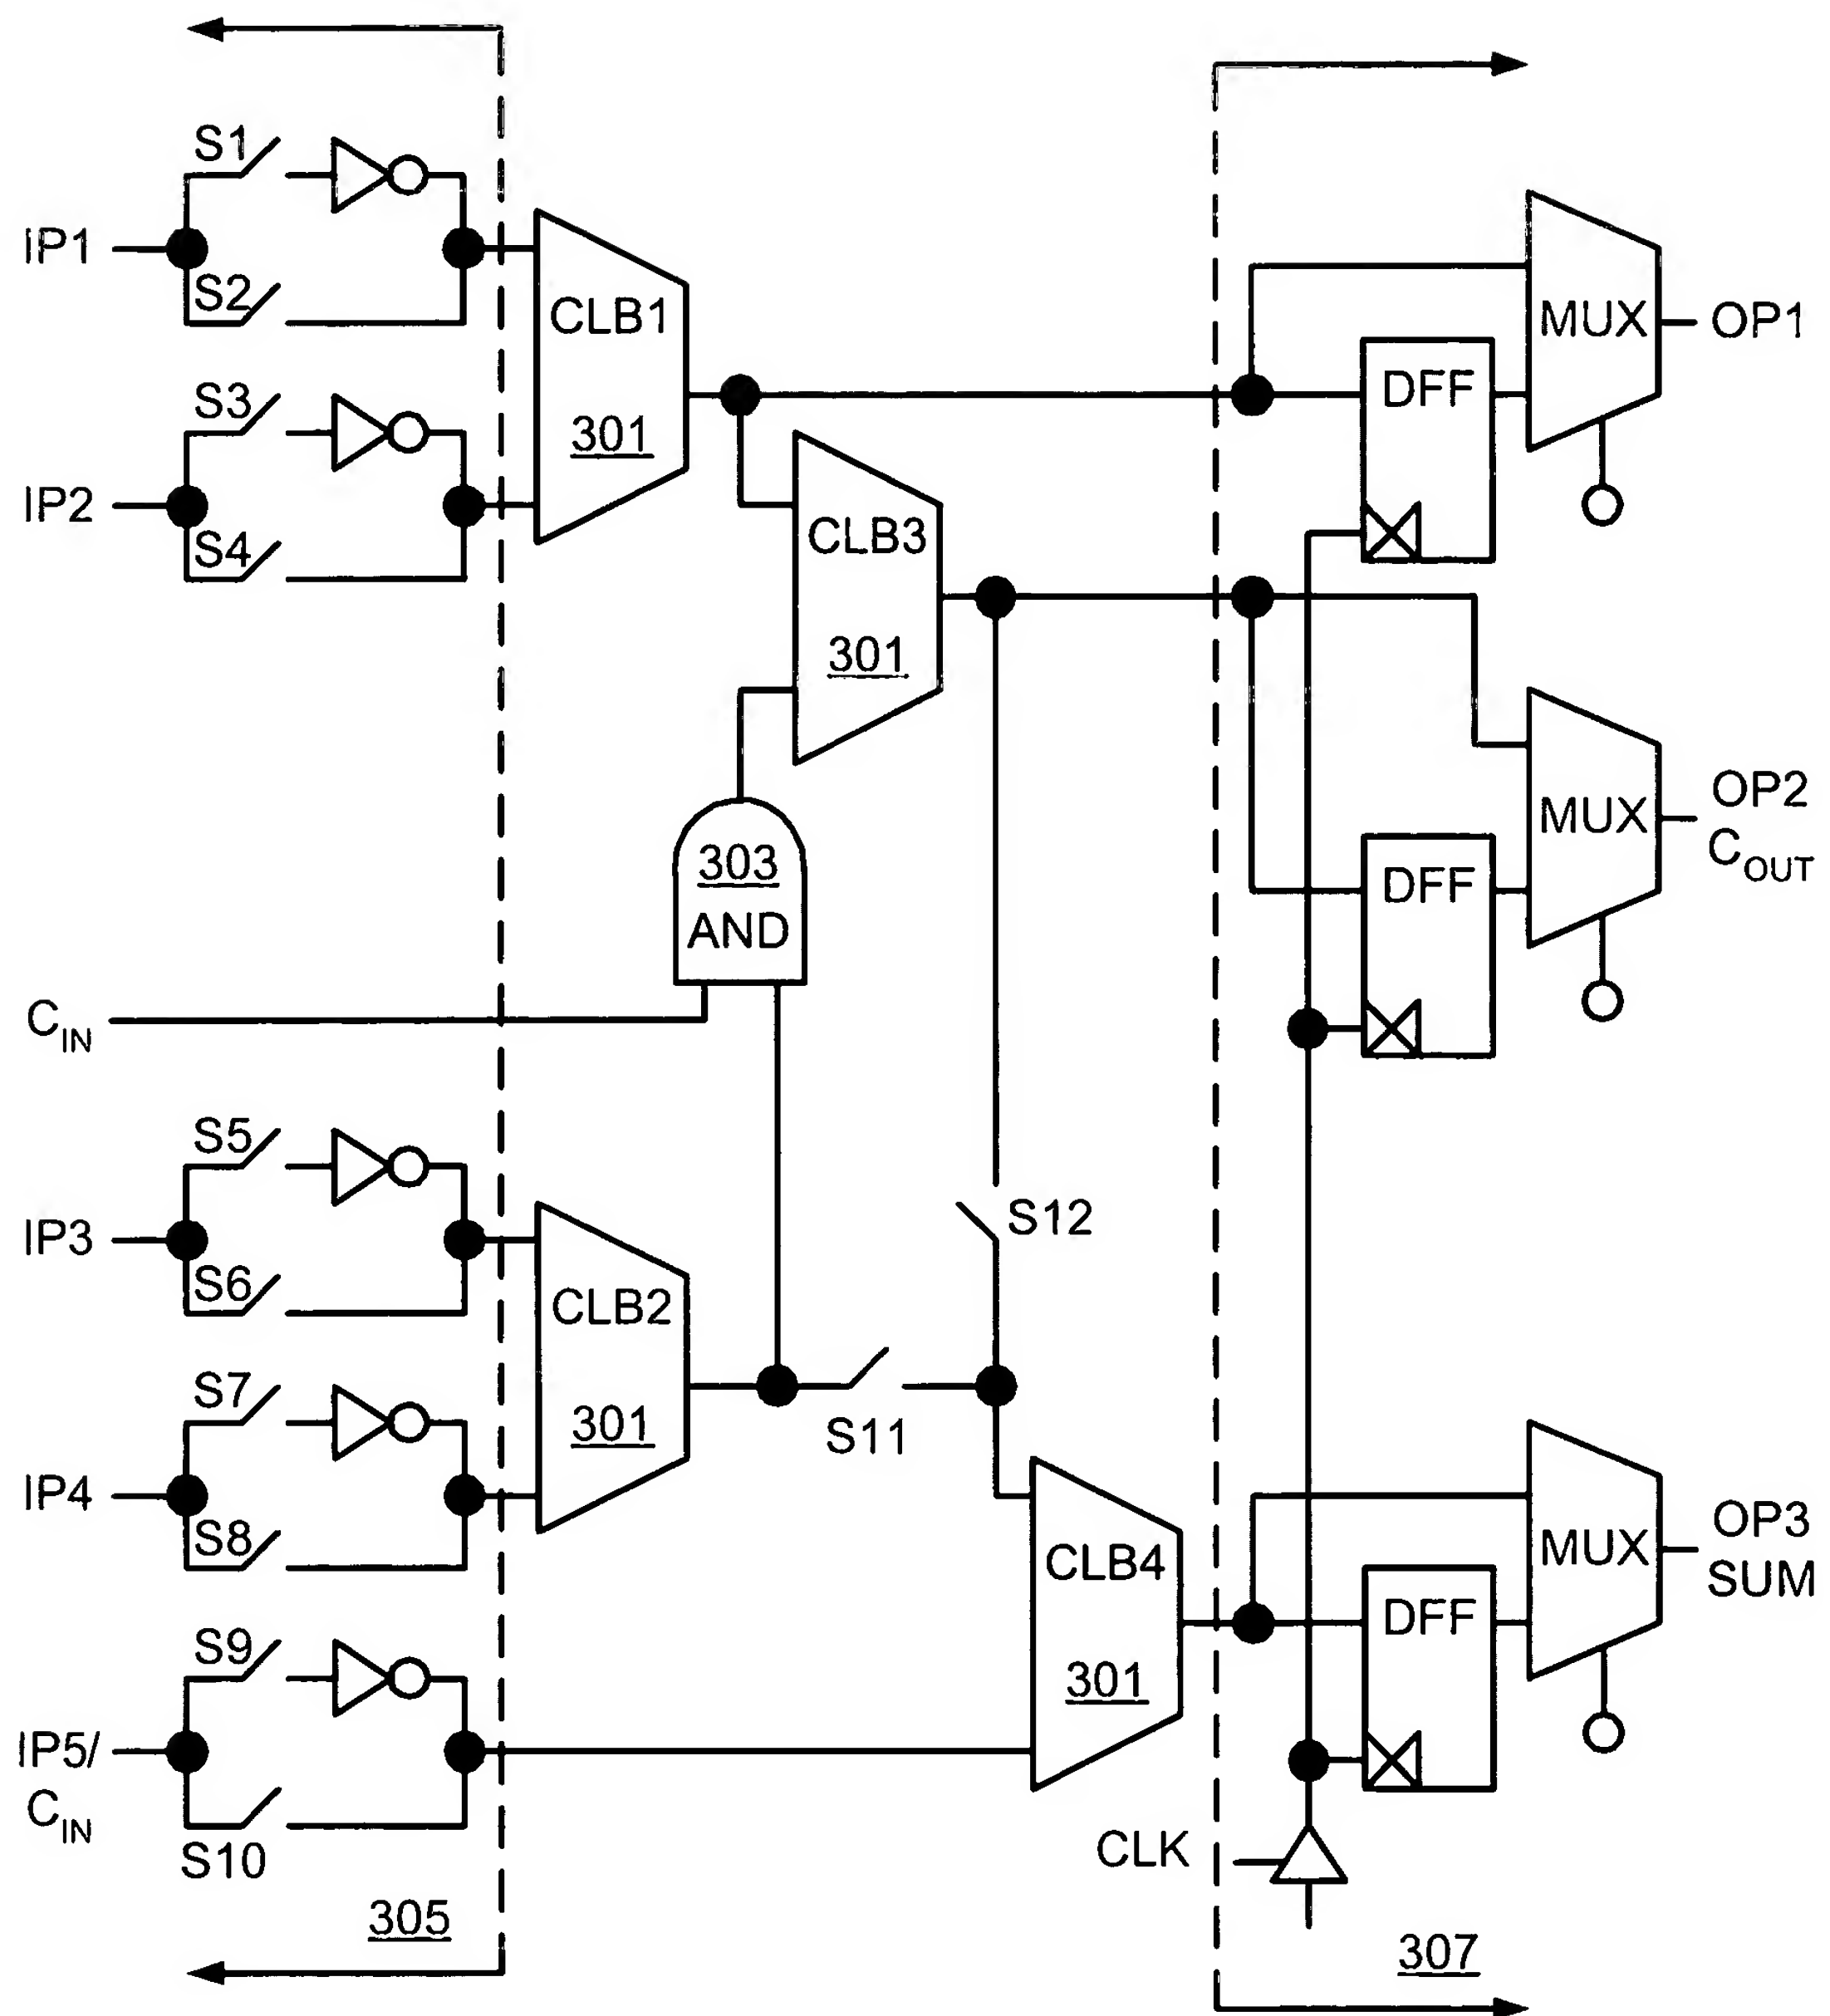 S1
IP1
S2
CLB1
301
S3
IP2
S4
CLB3
301
MUX
OP1
DFF
303
AND
MUX
OP2
COUT
DFF
CIN
S5
IP3
S6
CLB2
301
S12
S7
IP4
S8
S11
CLB4
301
MUX
OP3
SUM
DFF
S9
IP5/
CIN
S10
CLK
305
307